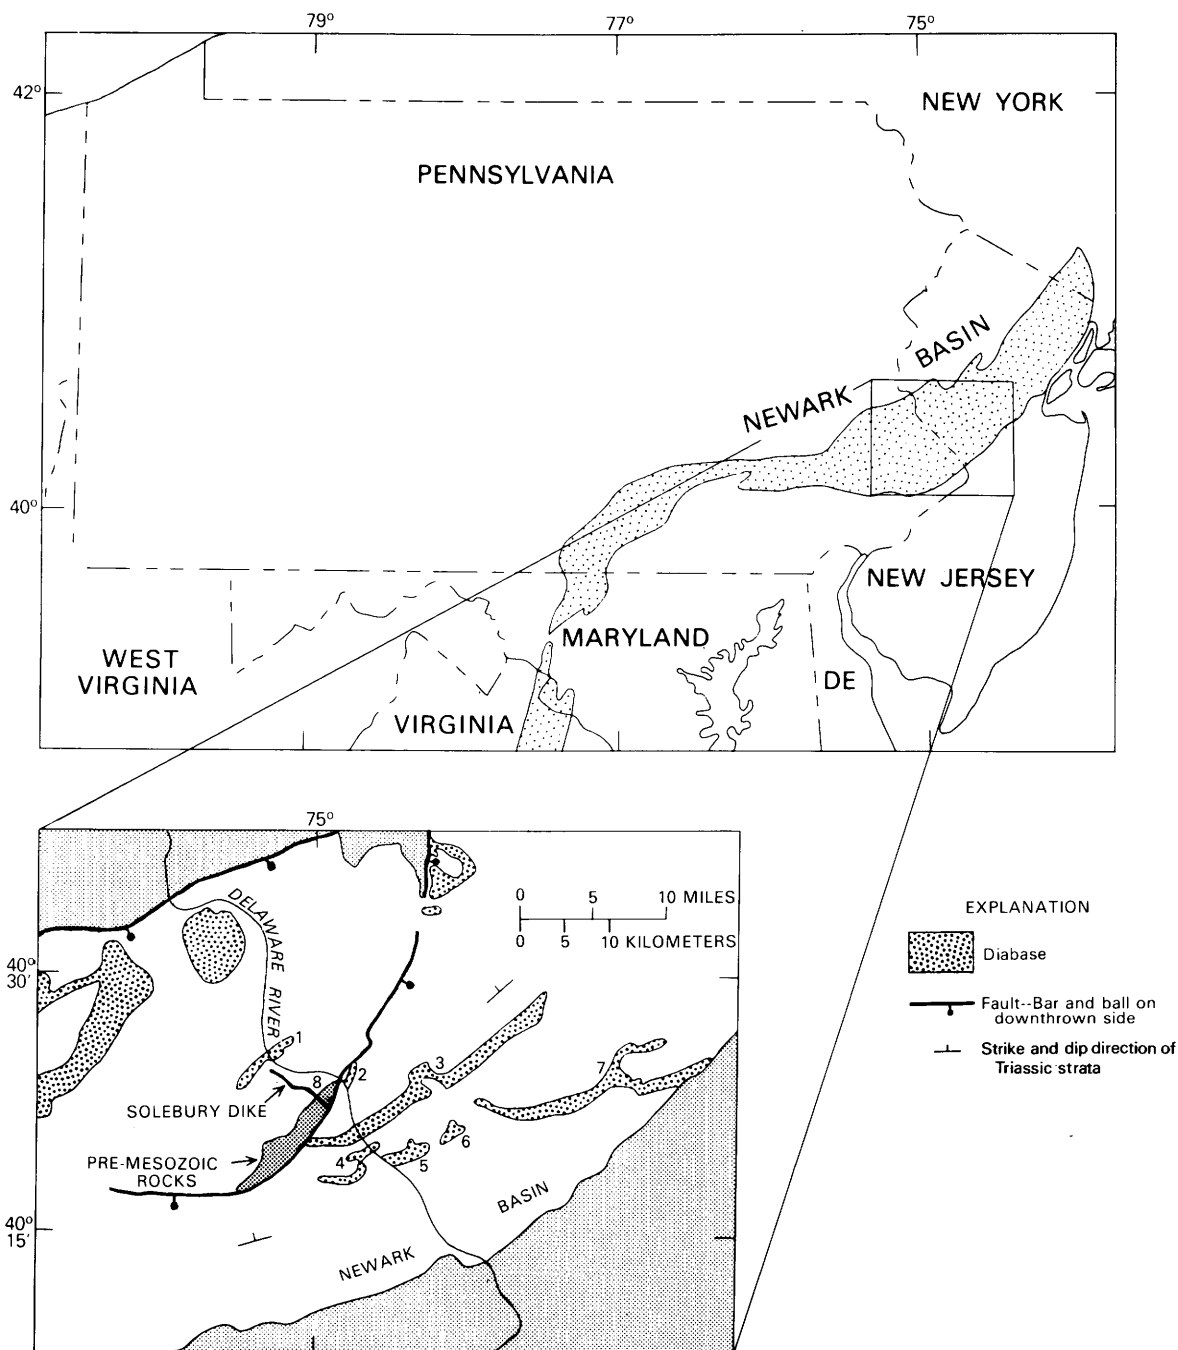 79°
77°
75°
42°
NEW YORK
PENNSYLVANIA
BASIN
NEWARK
40°
NEW JERSEY
MARYLAND
WEST
VIRGINIA
DE
VIRGINIA
75°
DELAWARE RIVER
0 5 10 MILES
0 5 10 KILOMETERS
40°
30'
1
2
3
7
8
SOLEBURY DIKE
6
4
5
PRE-MESOZOIC
ROCKS
BASIN
40°
15'
NEWARK
EXPLANATION
Diabase
Fault--Bar and ball on
downthrown side
Strike and dip direction of
Triassic strata